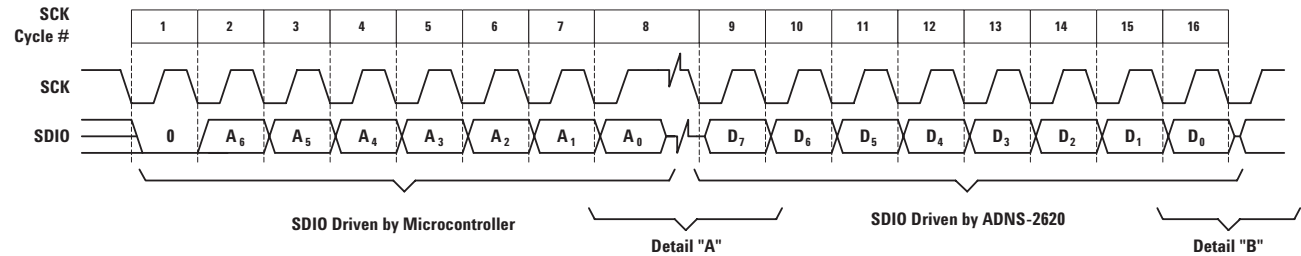 SCK
Cycle #
1 2 3 4 5 6 7 8 9 10 11 12 13 14 15 16
SCK
SDIO
0 A6 A5 A4 A3 A2 A1 A0 D7 D6 D5 D4 D3 D2 D1 D0
SDIO Driven by Microcontroller
SDIO Driven by ADNS-2620
Detail "A"
Detail "B"